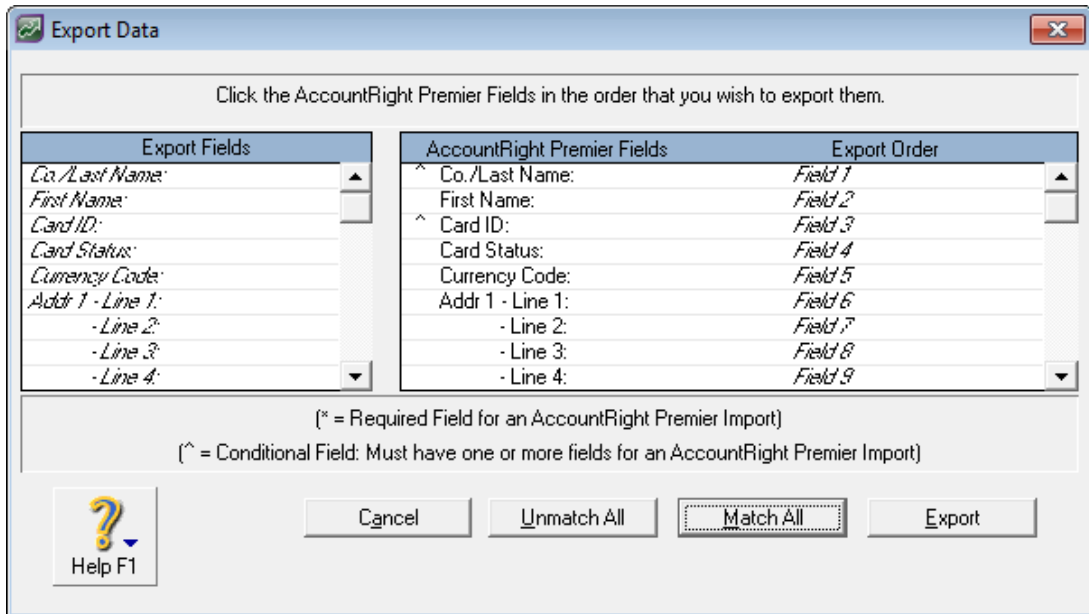 Export Data
Click the AccountRight Premier Fields in the order that you wish to export them.
Export Fields
Co./Last Name:
First Name:
Card ID:
Card Status:
Currency Code:
Addr 1 - Line 1:
- Line 2:
- Line 3:
- Line 4:
AccountRight Premier Fields Export Order
^ Co./Last Name: Field 1
First Name: Field 2
^ Card ID: Field 3
Card Status: Field 4
Currency Code: Field 5
Addr 1 - Line 1: Field 6
- Line 2: Field 7
- Line 3: Field 8
- Line 4: Field 9
(* = Required Field for an AccountRight Premier Import)
(^ = Conditional Field: Must have one or more fields for an AccountRight Premier Import)
Help F1
Cancel Unmatch All Match All Export